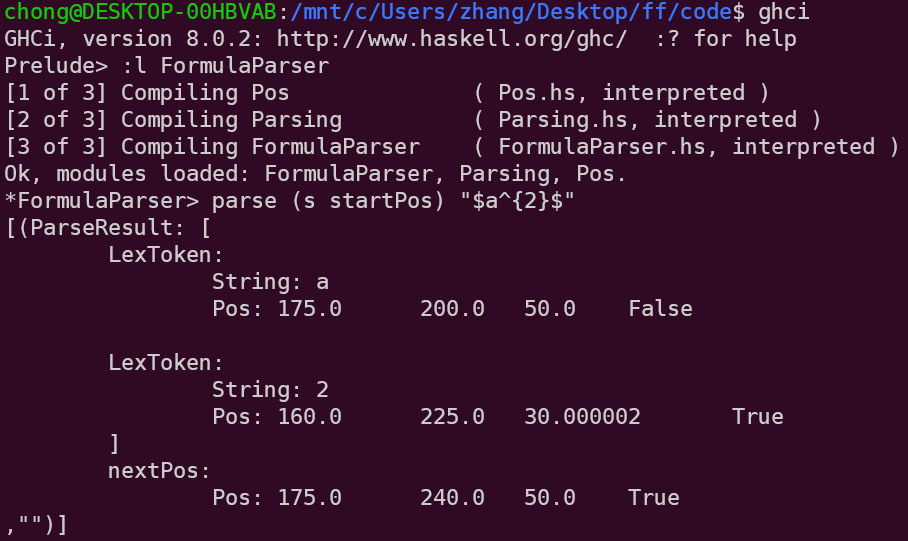 chong@DESKTOP-00HBVAB:/mnt/c/Users/zhang/Desktop/ff/code$ ghci
GHCi, version 8.0.2: http://www.haskell.org/ghc/  :? for help
Prelude> :l FormulaParser
[1 of 3] Compiling Pos              ( Pos.hs, interpreted )
[2 of 3] Compiling Parsing          ( Parsing.hs, interpreted )
[3 of 3] Compiling FormulaParser    ( FormulaParser.hs, interpreted )
Ok, modules loaded: FormulaParser, Parsing, Pos.
*FormulaParser> parse (s startPos) "$a^{2}$"
[(ParseResult: [
        LexToken:
                String: a
                Pos: 175.0      200.0   50.0    False

        LexToken:
                String: 2
                Pos: 160.0      225.0   30.000002       True
        ]
        nextPos:
                Pos: 175.0      240.0   50.0    True
,"")]